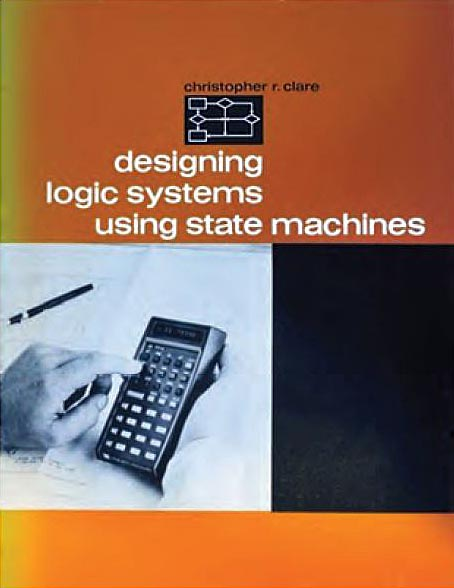 christopher r. clare
designing
logic systems
using state machines